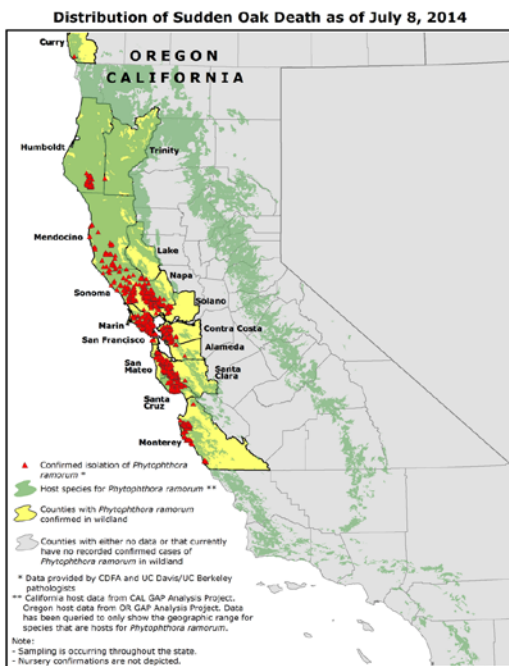 Distribution of Sudden Oak Death as of July 8, 2014
Curry
OREGON
CALIFORNIA
Humboldt
Trinity
Mendocino
Lake
Napa
Sonoma
Solano
Marin
Contra Costa
San Francisco
Alameda
San
Mateo
Santa
Clara
Santa
Cruz
Monterey
Confirmed isolation of Phytophthora
ramorum *
Host species for Phytophthora ramorum **
Counties with Phytophthora ramorum
confirmed in wildland
Counties with either no data or that currently
have no recorded confirmed cases of
Phytophthora ramorum in wildland
* Data provided by CDFA and UC Davis/UC Berkeley
pathologists
** California host data from CAL GAP Analysis Project.
Oregon host data from OR GAP Analysis Project. Data
has been queried to only show the geographic range for
species that are hosts for Phytophthora ramorum.
Note:
- Sampling is occurring throughout the state.
- Nursery confirmations are not depicted.